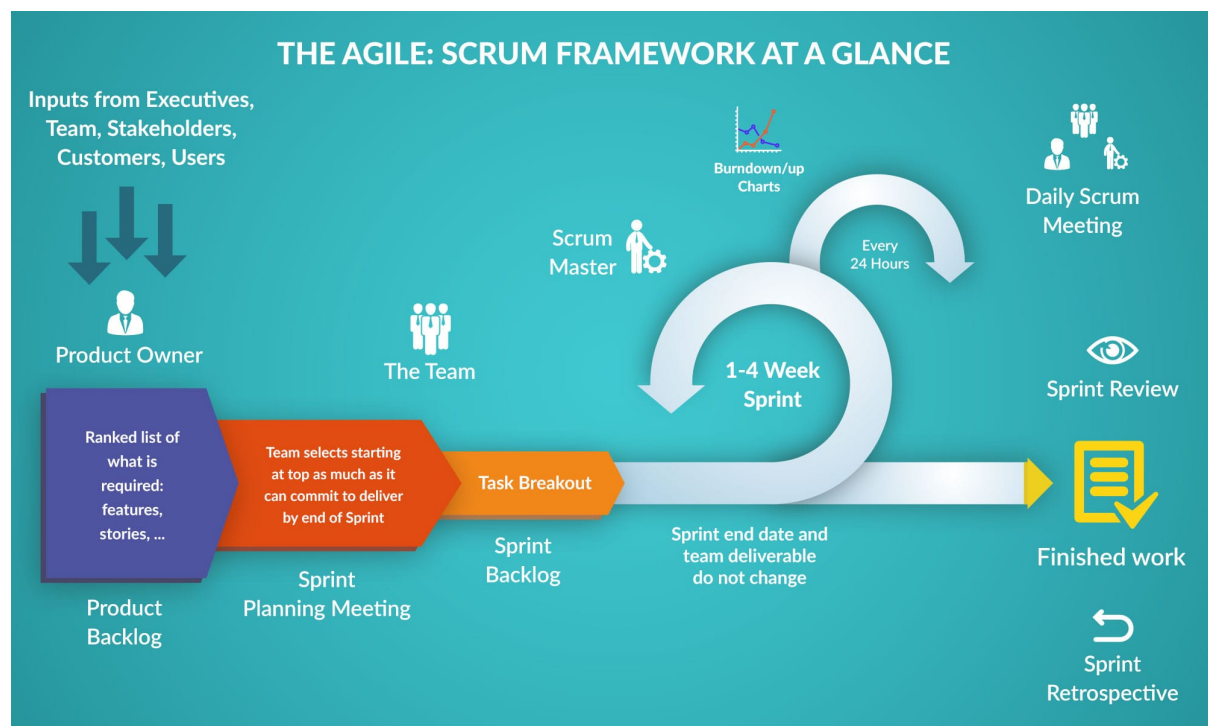 THE AGILE: SCRUM FRAMEWORK AT A GLANCE
Inputs from Executives,
Team, Stakeholders,
Customers, Users
Product Owner
The Team
Scrum
Master
Burndown/up
Charts
Every
24 Hours
Daily Scrum
Meeting
1-4 Week
Sprint
Sprint Review
Ranked list of
what is
required:
features,
stories, ...
Team selects starting
at top as much as it
can commit to deliver
by end of Sprint
Task Breakout
Product
Backlog
Sprint
Planning Meeting
Sprint
Backlog
Sprint end date and
team deliverable
do not change
Finished work
Sprint
Retrospective